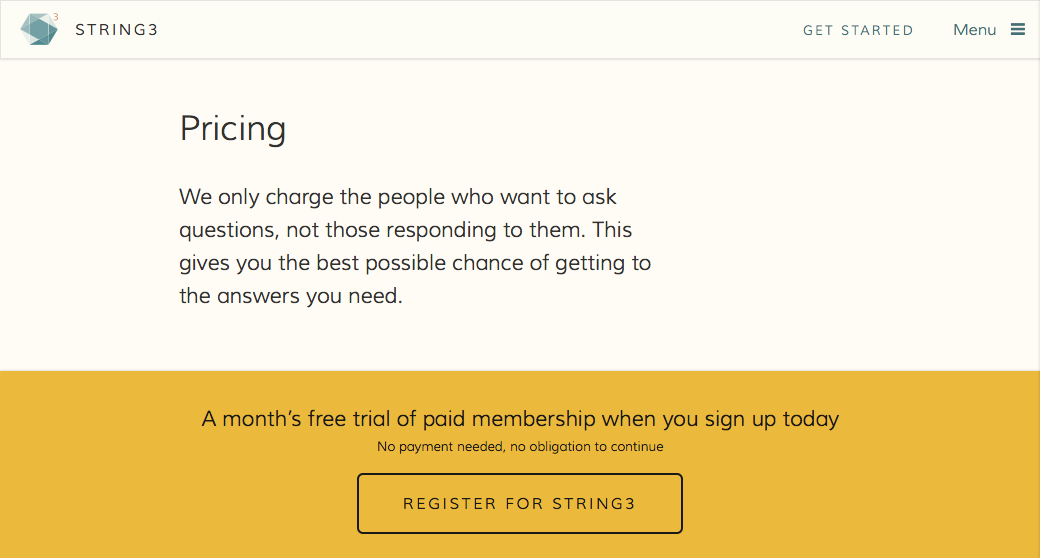 3
STRING3
GET STARTED
Menu
Pricing
We only charge the people who want to ask
questions, not those responding to them. This
gives you the best possible chance of getting to
the answers you need.
A month’s free trial of paid membership when you sign up today
No payment needed, no obligation to continue
REGISTER FOR STRING3